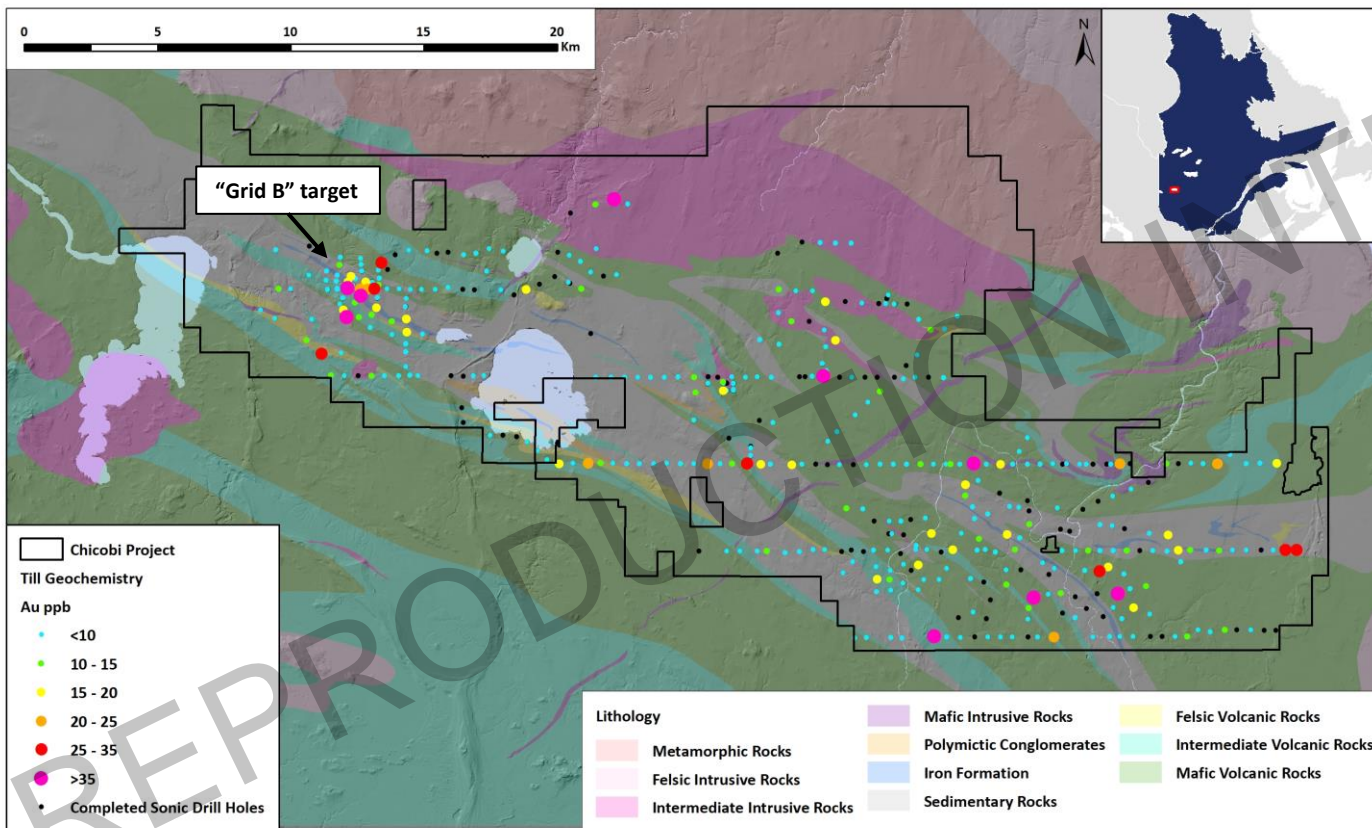 0 5 10 15 20
Km
N
“Grid B” target
Chicobi Project
Till Geochemistry
Au ppb
<10
10 - 15
15 - 20
20 - 25
25 - 35
>35
Completed Sonic Drill Holes
Lithology
Metamorphic Rocks
Felsic Intrusive Rocks
Intermediate Intrusive Rocks
Mafic Intrusive Rocks
Polymictic Conglomerates
Iron Formation
Sedimentary Rocks
Felsic Volcanic Rocks
Intermediate Volcanic Rocks
Mafic Volcanic Rocks
REPRODUCTION INT